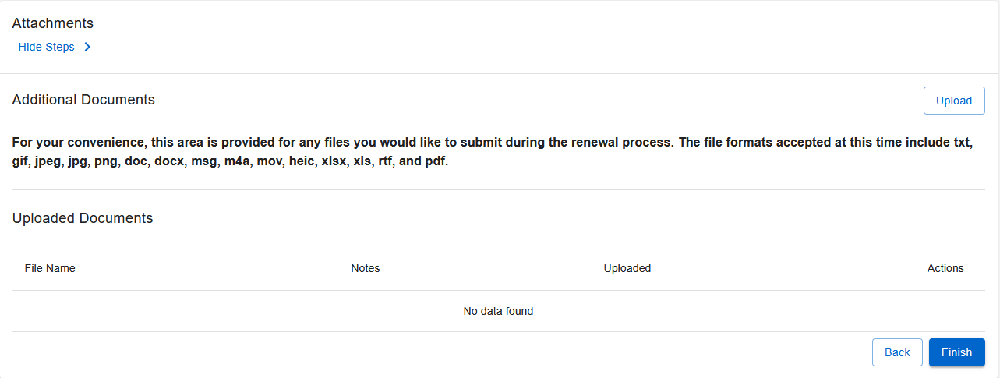 Attachments
Hide Steps
Additional Documents
Upload
For your convenience, this area is provided for any files you would like to submit during the renewal process. The file formats accepted at this time include txt,
gif, jpeg, jpg, png, doc, docx, msg, m4a, mov, heic, xlsx, xls, rtf, and pdf.
Uploaded Documents
File Name Notes Uploaded Actions
No data found
Back Finish